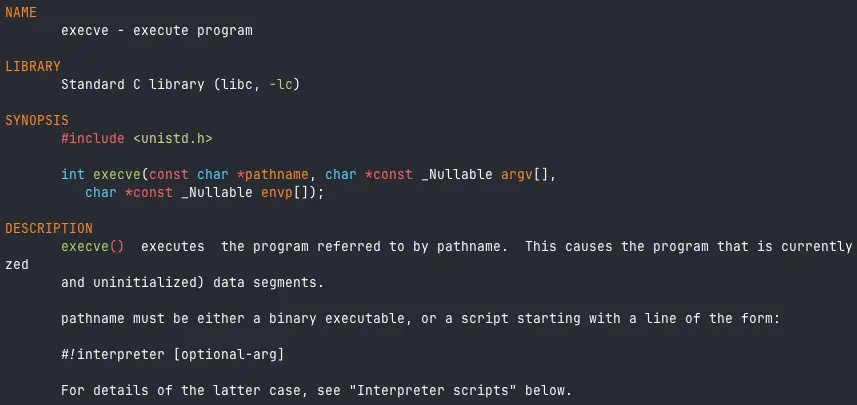 NAME
execve - execute program
LIBRARY
Standard C library (libc, -lc)
SYNOPSIS
#include <unistd.h>
int execve(const char *pathname, char *const _Nullable argv[],
char *const _Nullable envp[]);
DESCRIPTION
execve()  executes  the program referred to by pathname.  This causes the program that is currently
zed
and uninitialized) data segments.
pathname must be either a binary executable, or a script starting with a line of the form:
#!interpreter [optional-arg]
For details of the latter case, see "Interpreter scripts" below.